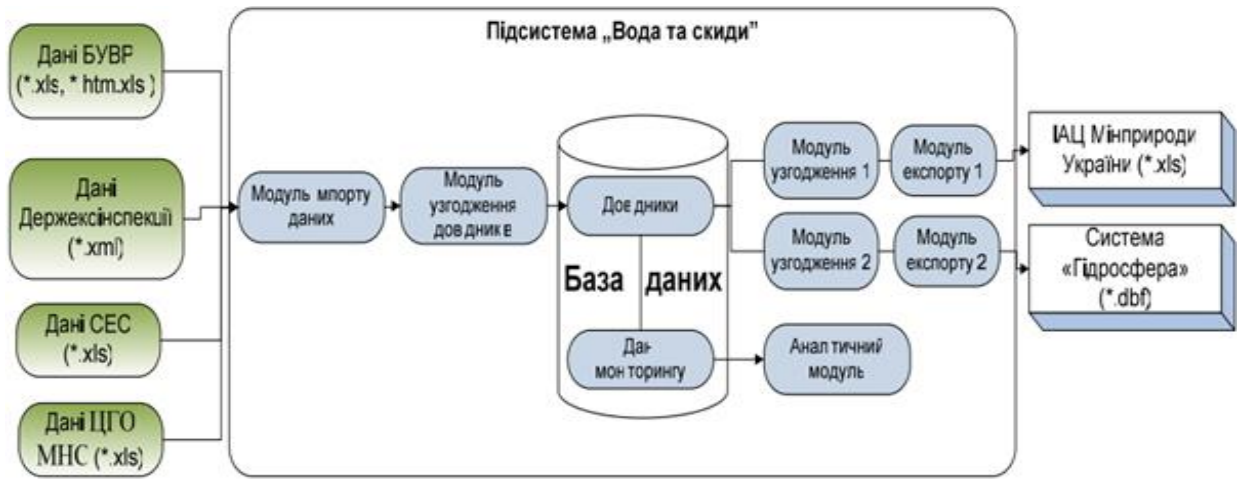 Підсистема „Вода та скиди”
Дані БУВР
(*.xls, * htm.xls )
Дані
Держексінспекції
(*.xml)
Дані СЕС
(*.xls)
Дані ЦГО
МНС (*.xls)
Модуль мпорту
даних
Модуль
узгодження
дов дник в
Дов дники
База даних
Дан
мон торингу
Модуль
узгодження 1
Модуль
експорту 1
Модуль
узгодження 2
Модуль
експорту 2
Анал тичний
модуль
ІАЦ Мінприроди
України (*.xls)
Система
«Гідросфера»
(*.dbf)